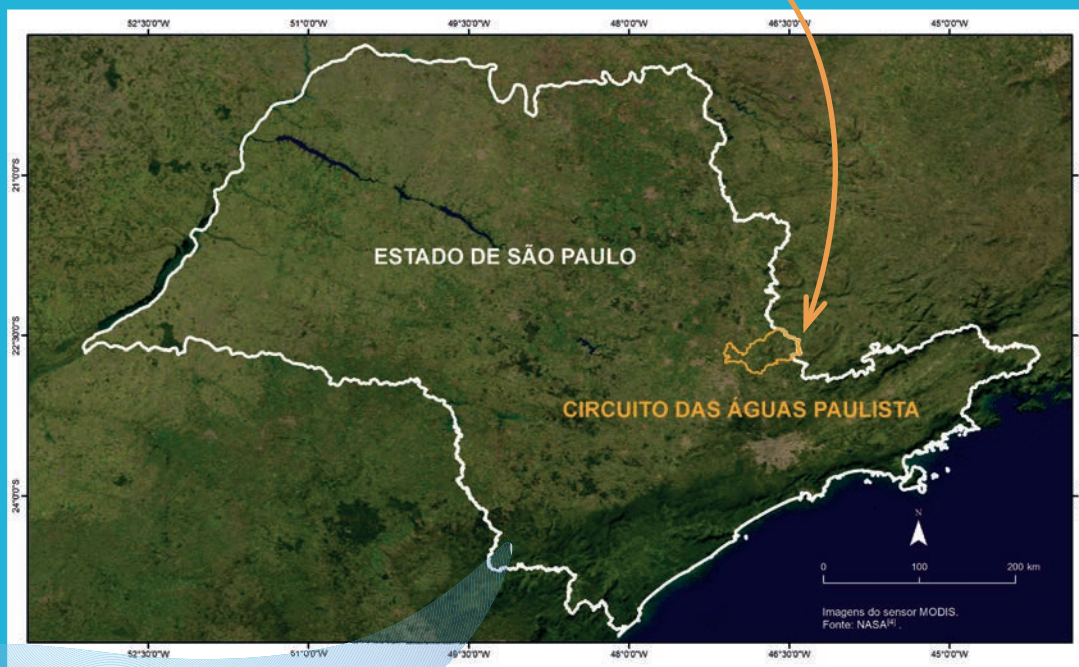 52°30'0"W 51°0'0"W 49°30'0"W 48°0'0"W 46°30'0"W 45°0'0"W
21°0'0"S
ESTADO DE SÃO PAULO
22°30'0"S
CIRCUITO DAS ÁGUAS PAULISTA
24°0'0"S
N
0 100 200 km
Imagens do sensor MODIS.
Fonte: NASA[4] .
52°30'0"W 51°0'0"W 49°30'0"W 48°0'0"W 46°30'0"W 45°0'0"W